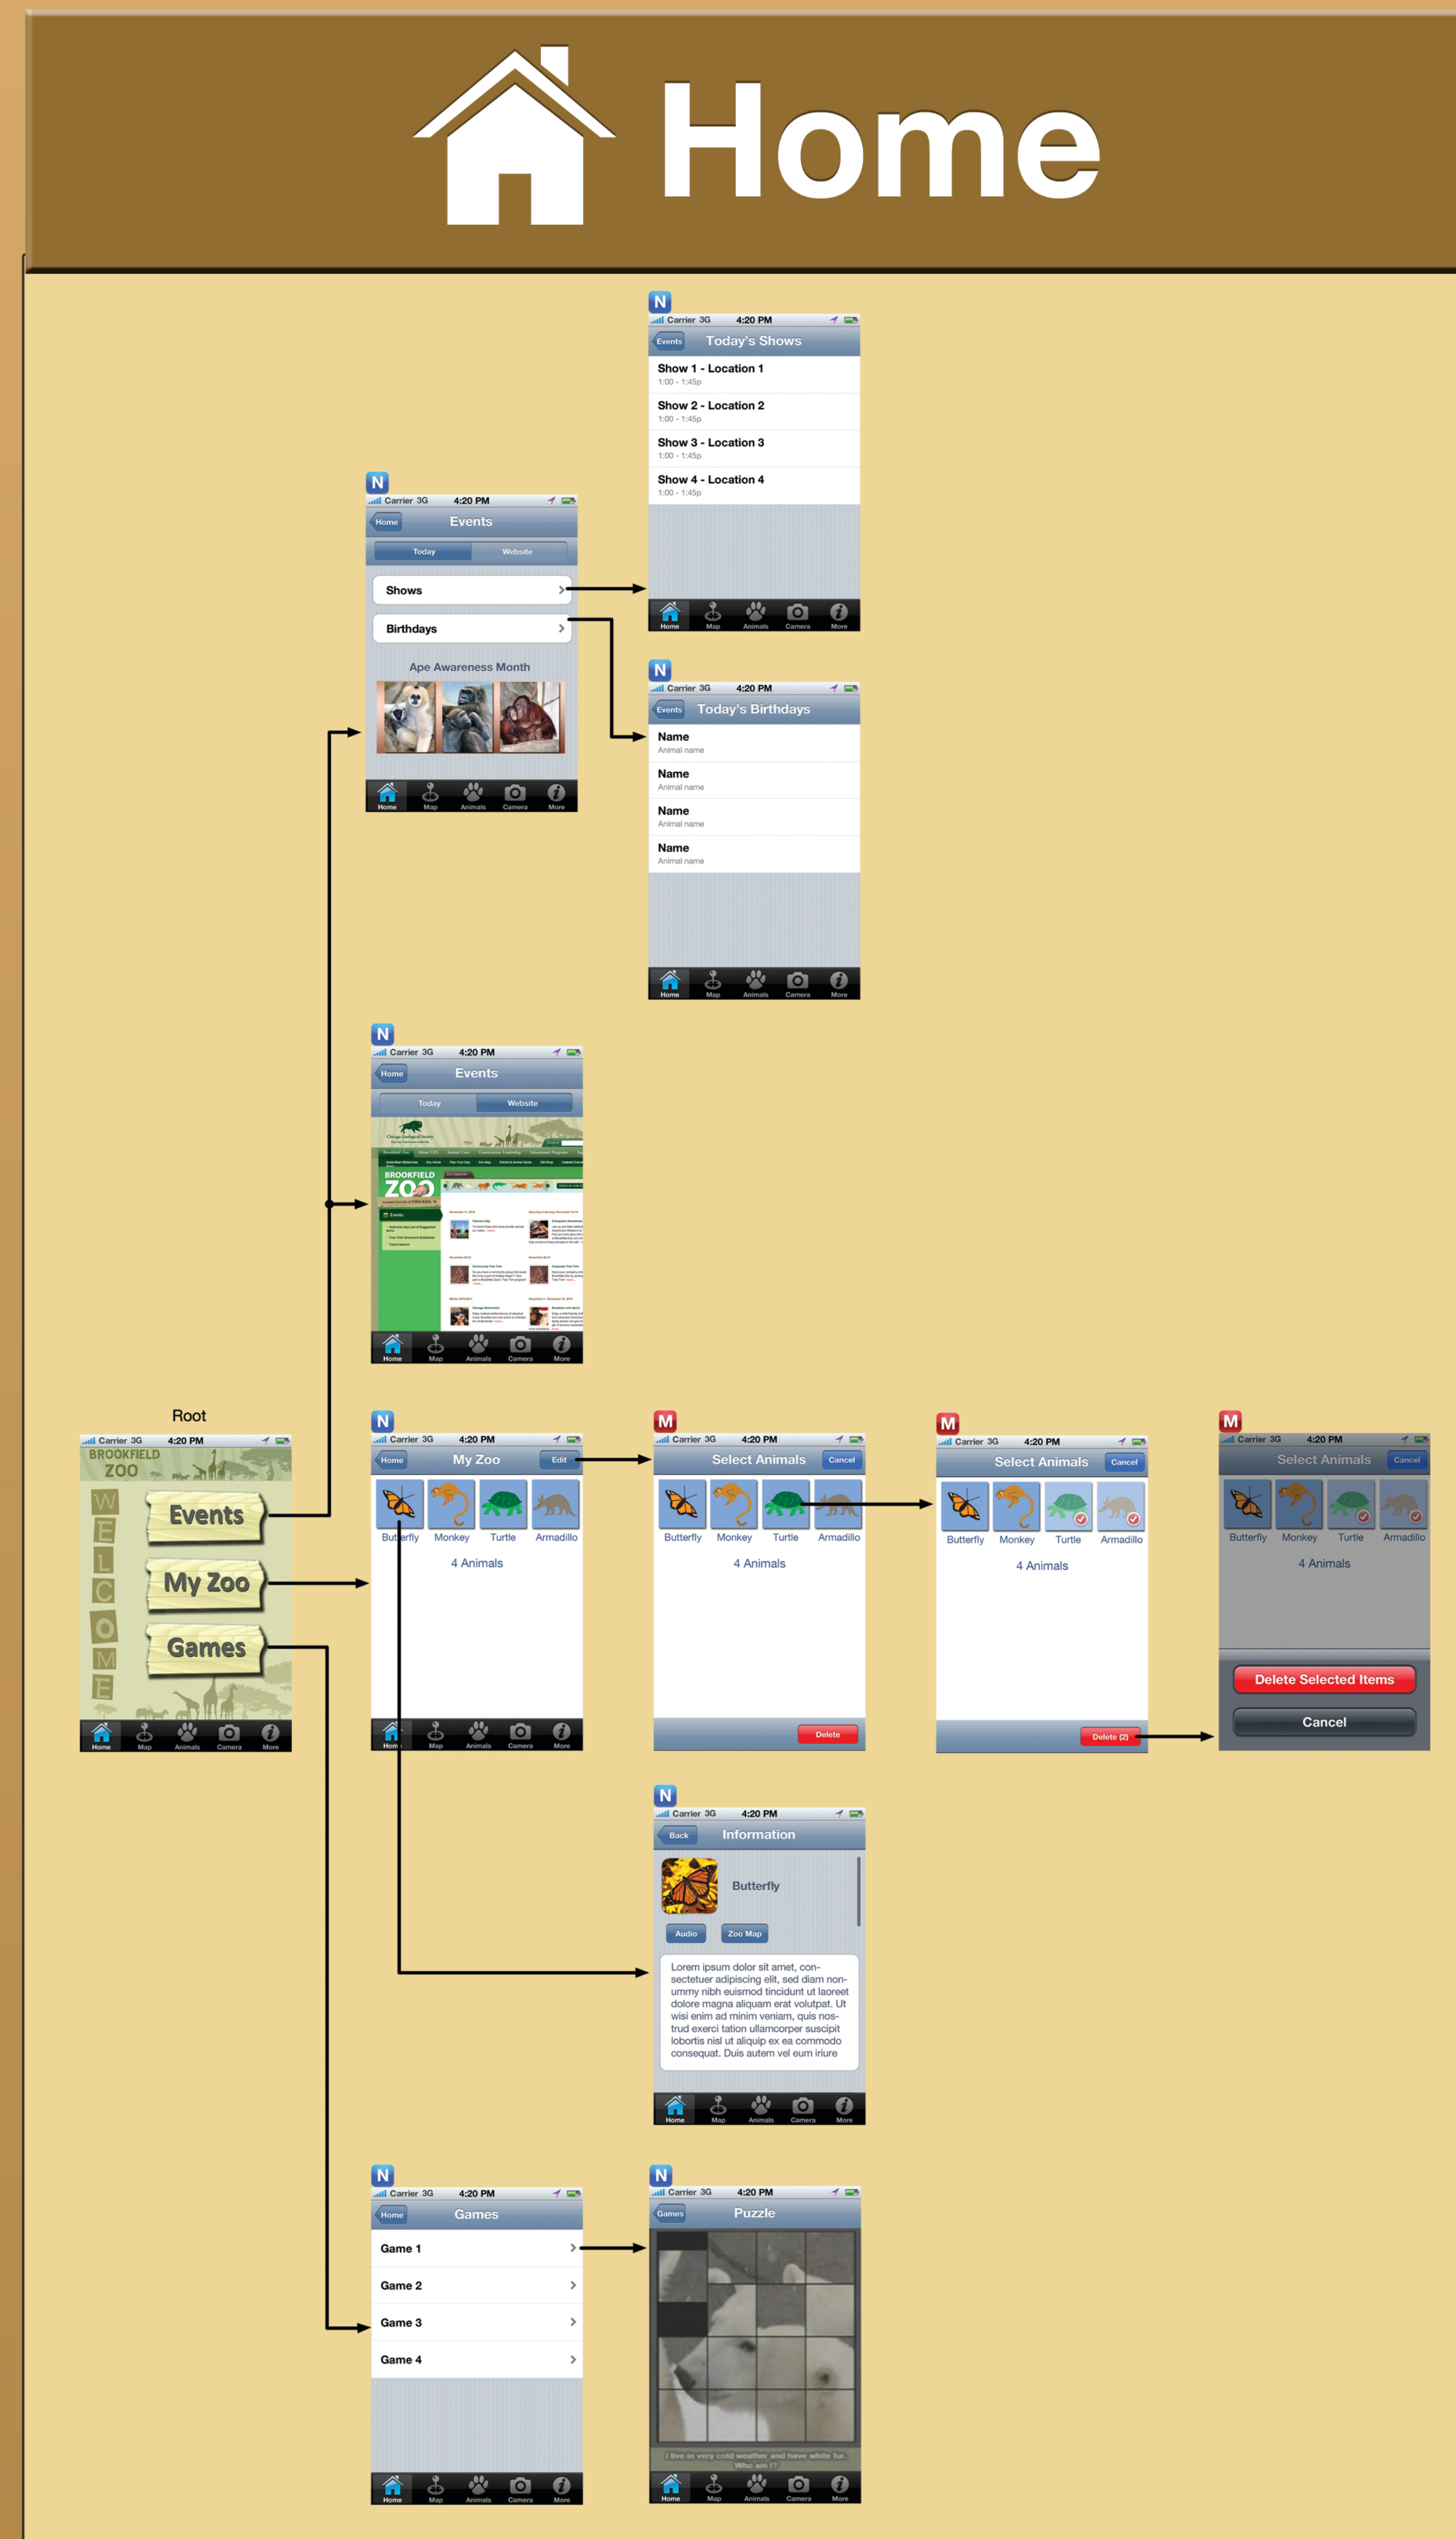 Home
N
Carrier 3G 4:20 PM
Events Today's Shows
Show 1 - Location 1
1:00 - 1:45p
Show 2 - Location 2
1:00 - 1:45p
Show 3 - Location 3
1:00 - 1:45p
Show 4 - Location 4
1:00 - 1:45p
Home Map Animals Camera More
N
Carrier 3G 4:20 PM
Home Events
Today Website
Shows
Birthdays
Ape Awareness Month
Home Map Animals Camera More
N
Carrier 3G 4:20 PM
Events Today's Birthdays
Name
Animal name
Name
Animal name
Name
Animal name
Name
Animal name
Home Map Animals Camera More
N
Carrier 3G 4:20 PM
Home Events
Today Website
Chicago Zoological Society
BROOKFIELD
ZOO
Events
Home Map Animals Camera More
Root
Carrier 3G 4:20 PM
BROOKFIELD
ZOO
WELCOME
Events
My Zoo
Games
Home Map Animals Camera More
N
Carrier 3G 4:20 PM
Home My Zoo Edit
Butterfly Monkey Turtle Armadillo
4 Animals
Home Map Animals Camera More
M
Carrier 3G 4:20 PM
Select Animals Cancel
Butterfly Monkey Turtle Armadillo
4 Animals
Delete
M
Carrier 3G 4:20 PM
Select Animals Cancel
Butterfly Monkey Turtle Armadillo
4 Animals
Delete (2)
M
Carrier 3G 4:20 PM
Select Animals Cancel
Butterfly Monkey Turtle Armadillo
4 Animals
Delete Selected Items
Cancel
N
Carrier 3G 4:20 PM
Back Information
Butterfly
Audio Zoo Map
Lorem ipsum dolor sit amet, con-
sectetuer adipiscing elit, sed diam non-
ummy nibh euismod tincidunt ut laoreet
dolore magna aliquam erat volutpat. Ut
wisi enim ad minim veniam, quis nos-
trud exerci tation ullamcorper suscipit
lobortis nisl ut aliquip ex ea commodo
consequat. Duis autem vel eum iriure
Home Map Animals Camera More
N
Carrier 3G 4:20 PM
Home Games
Game 1
Game 2
Game 3
Game 4
Home Map Animals Camera More
N
Carrier 3G 4:20 PM
Games Puzzle
I live in very cold weather and have white fur.
Who am I?
Home Map Animals Camera More